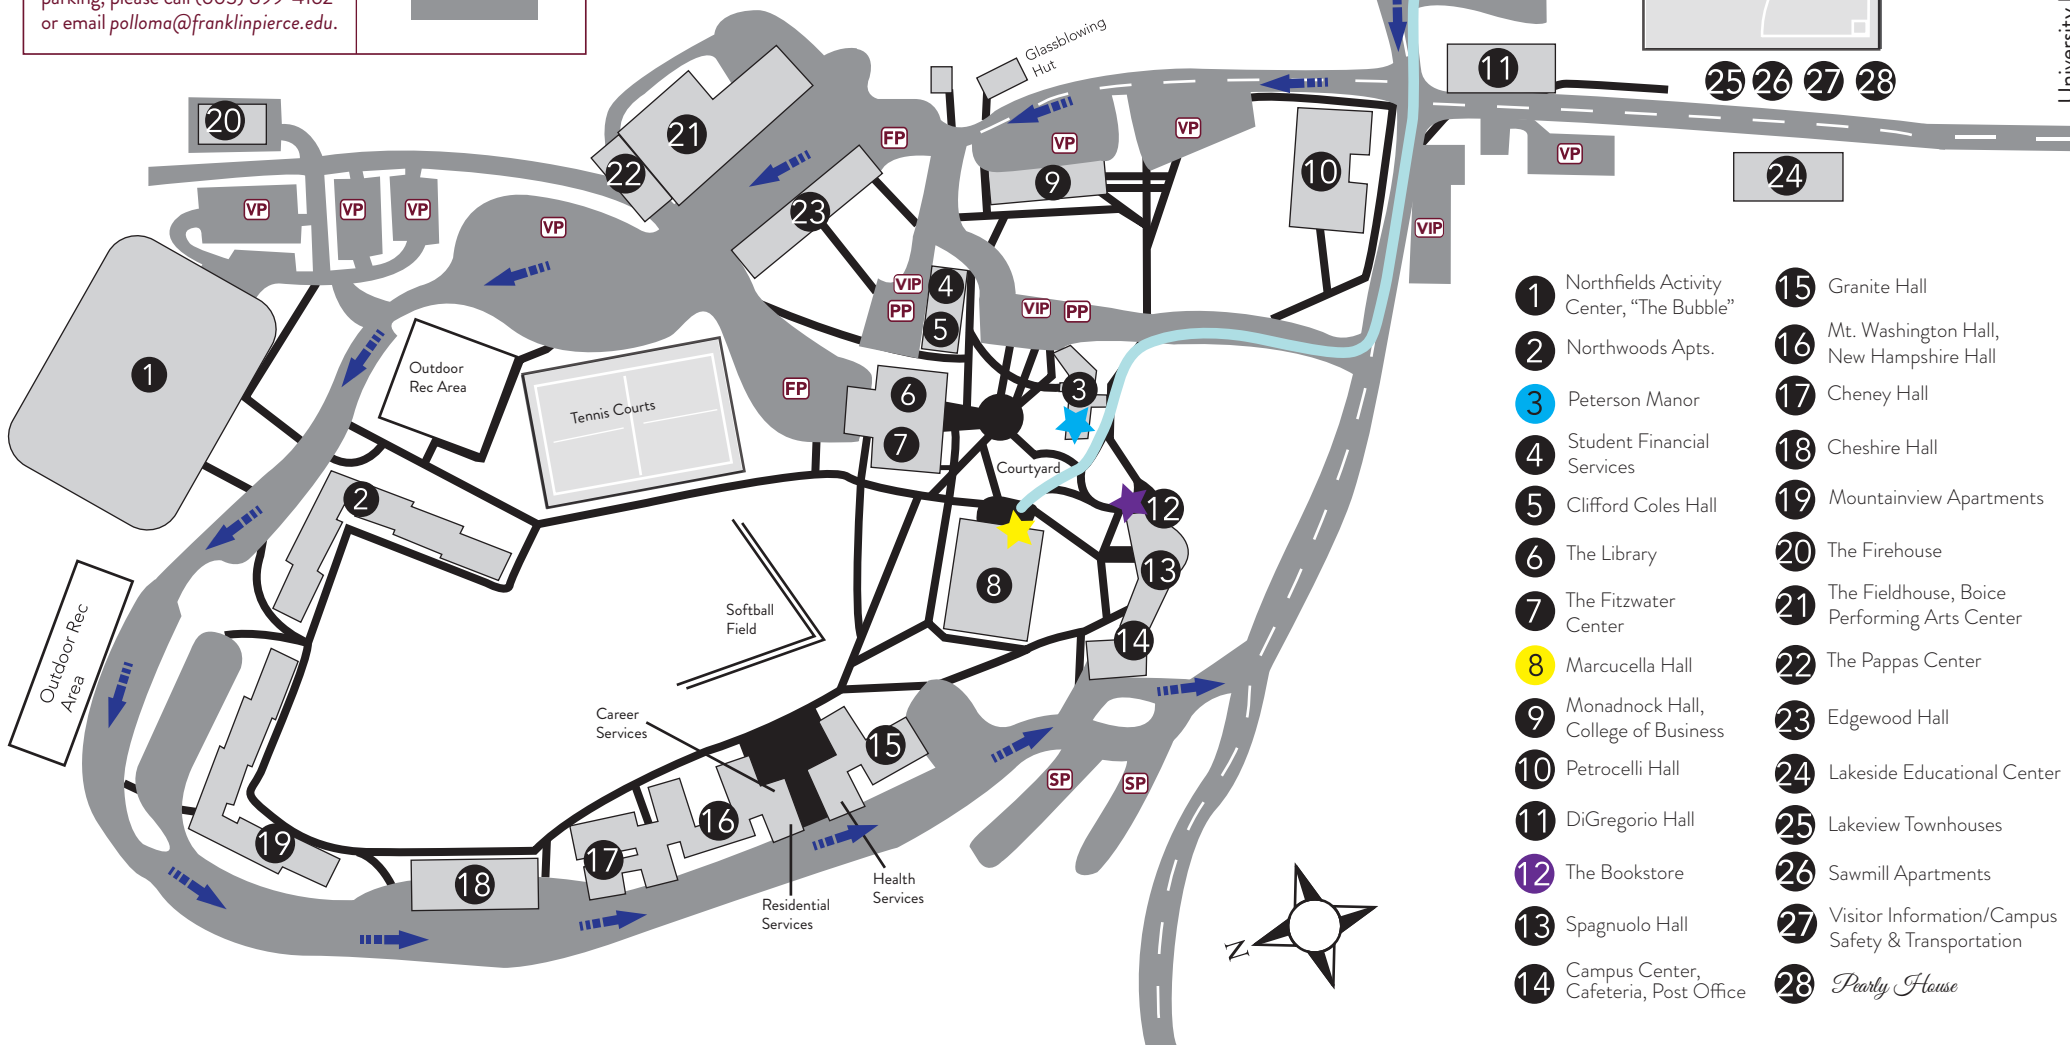 or email polloma@franklinpierce.edu.
Glassblowing
Hut
11
25 26 27 28
20
21
22
FP
VP
VP
VP
10
9
24
23
VP
VP
VP
VP
VIP
VIP
PP
4
5
VIP
PP
1
Outdoor
Rec Area
Tennis Courts
FP
6
7
3
Courtyard
2
12
13
8
14
Softball
Field
Outdoor Rec
Area
Career
Services
15
SP
SP
16
17
18
19
Health
Services
Residential
Services
N
1 Northfields Activity
Center, “The Bubble”
2 Northwoods Apts.
3 Peterson Manor
4 Student Financial
Services
5 Clifford Coles Hall
6 The Library
7 The Fitzwater
Center
8 Marcucella Hall
9 Monadnock Hall,
College of Business
10 Petrocelli Hall
11 DiGregorio Hall
12 The Bookstore
13 Spagnuolo Hall
14 Campus Center,
Cafeteria, Post Office
15 Granite Hall
16 Mt. Washington Hall,
New Hampshire Hall
17 Cheney Hall
18 Cheshire Hall
19 Mountainview Apartments
20 The Firehouse
21 The Fieldhouse, Boice
Performing Arts Center
22 The Pappas Center
23 Edgewood Hall
24 Lakeside Educational Center
25 Lakeview Townhouses
26 Sawmill Apartments
27 Visitor Information/Campus
Safety & Transportation
28 Pearly House